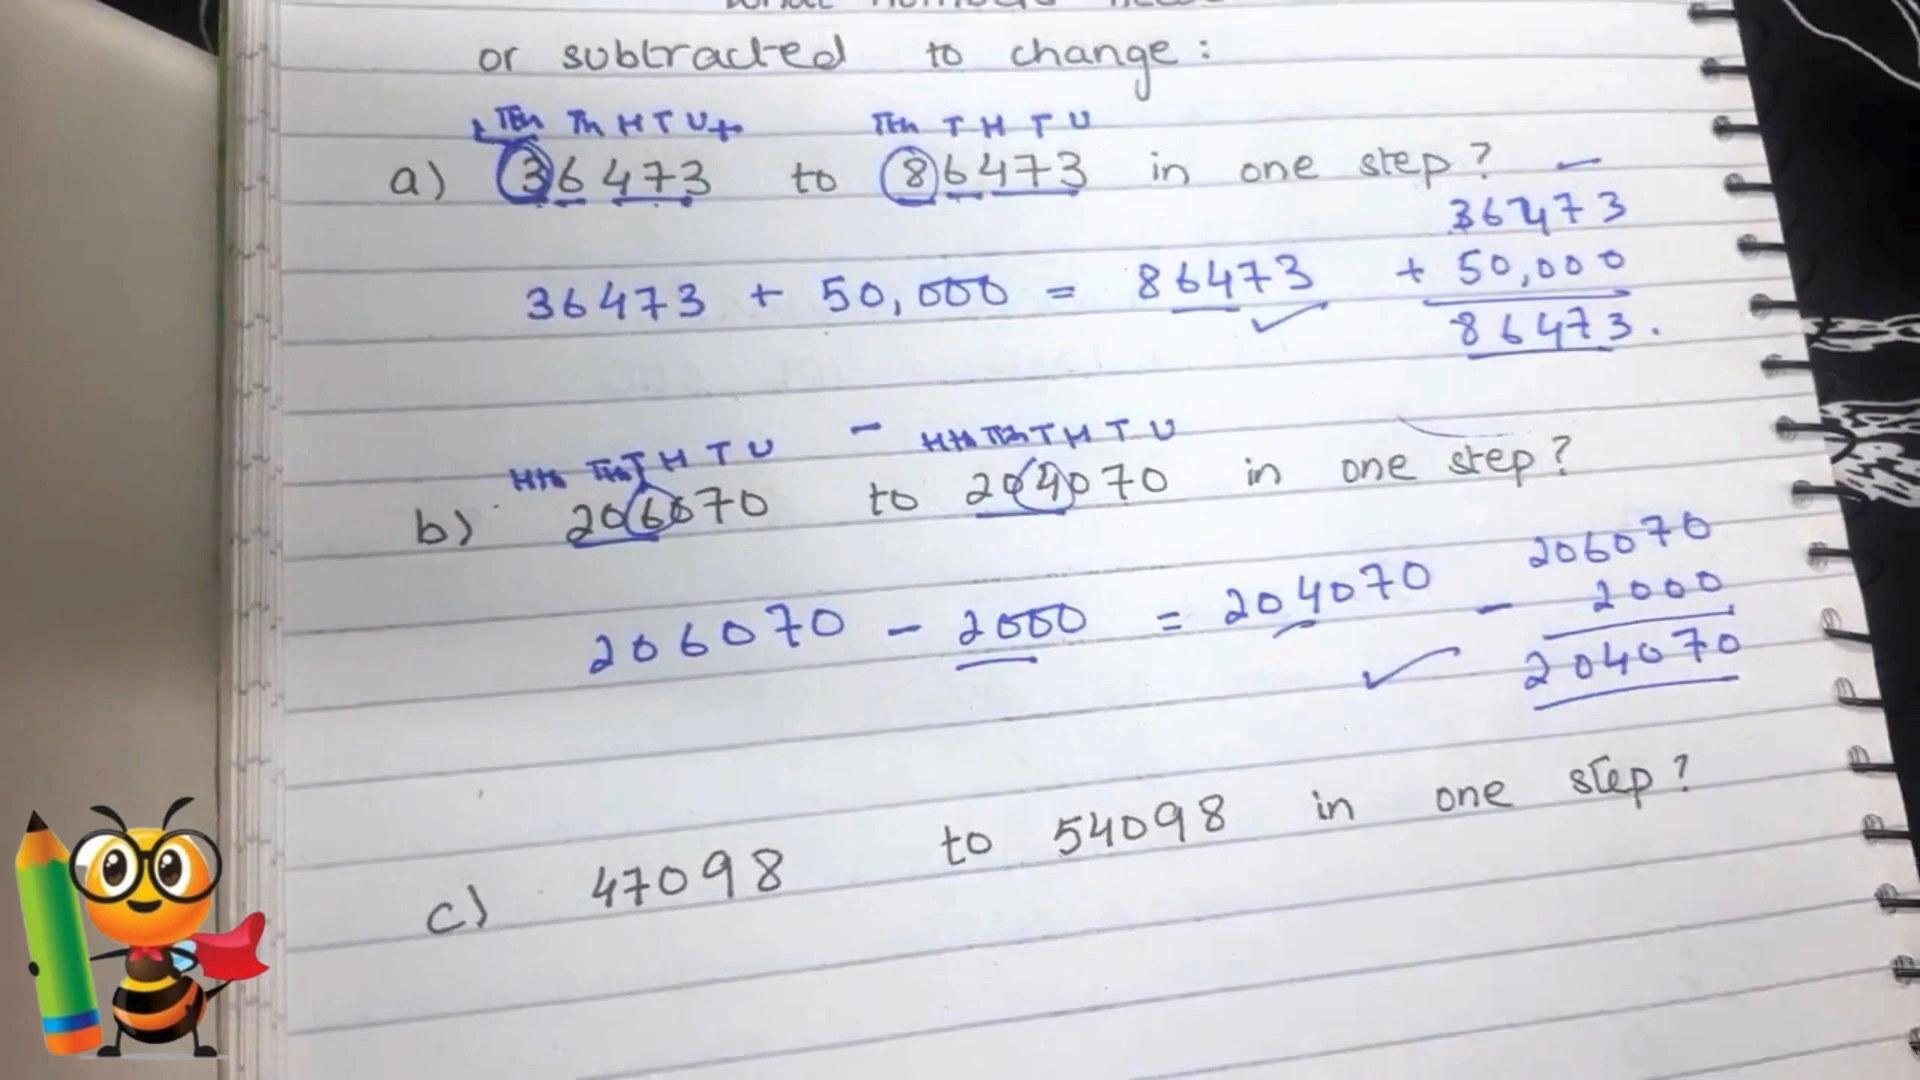 or subtracted to change:
TTh Th H T U TTh T H T U
a) 36473 to 86473 in one step?
36473
36473 + 50,000 = 86473 + 50,000
86473.
HTh TTh T H T U - HTh TTh T H T U
b) 206070 to 204070 in one step?
206070
206070 - 2000 = 204070 - 2000
204070
c) 47098 to 54098 in one step?